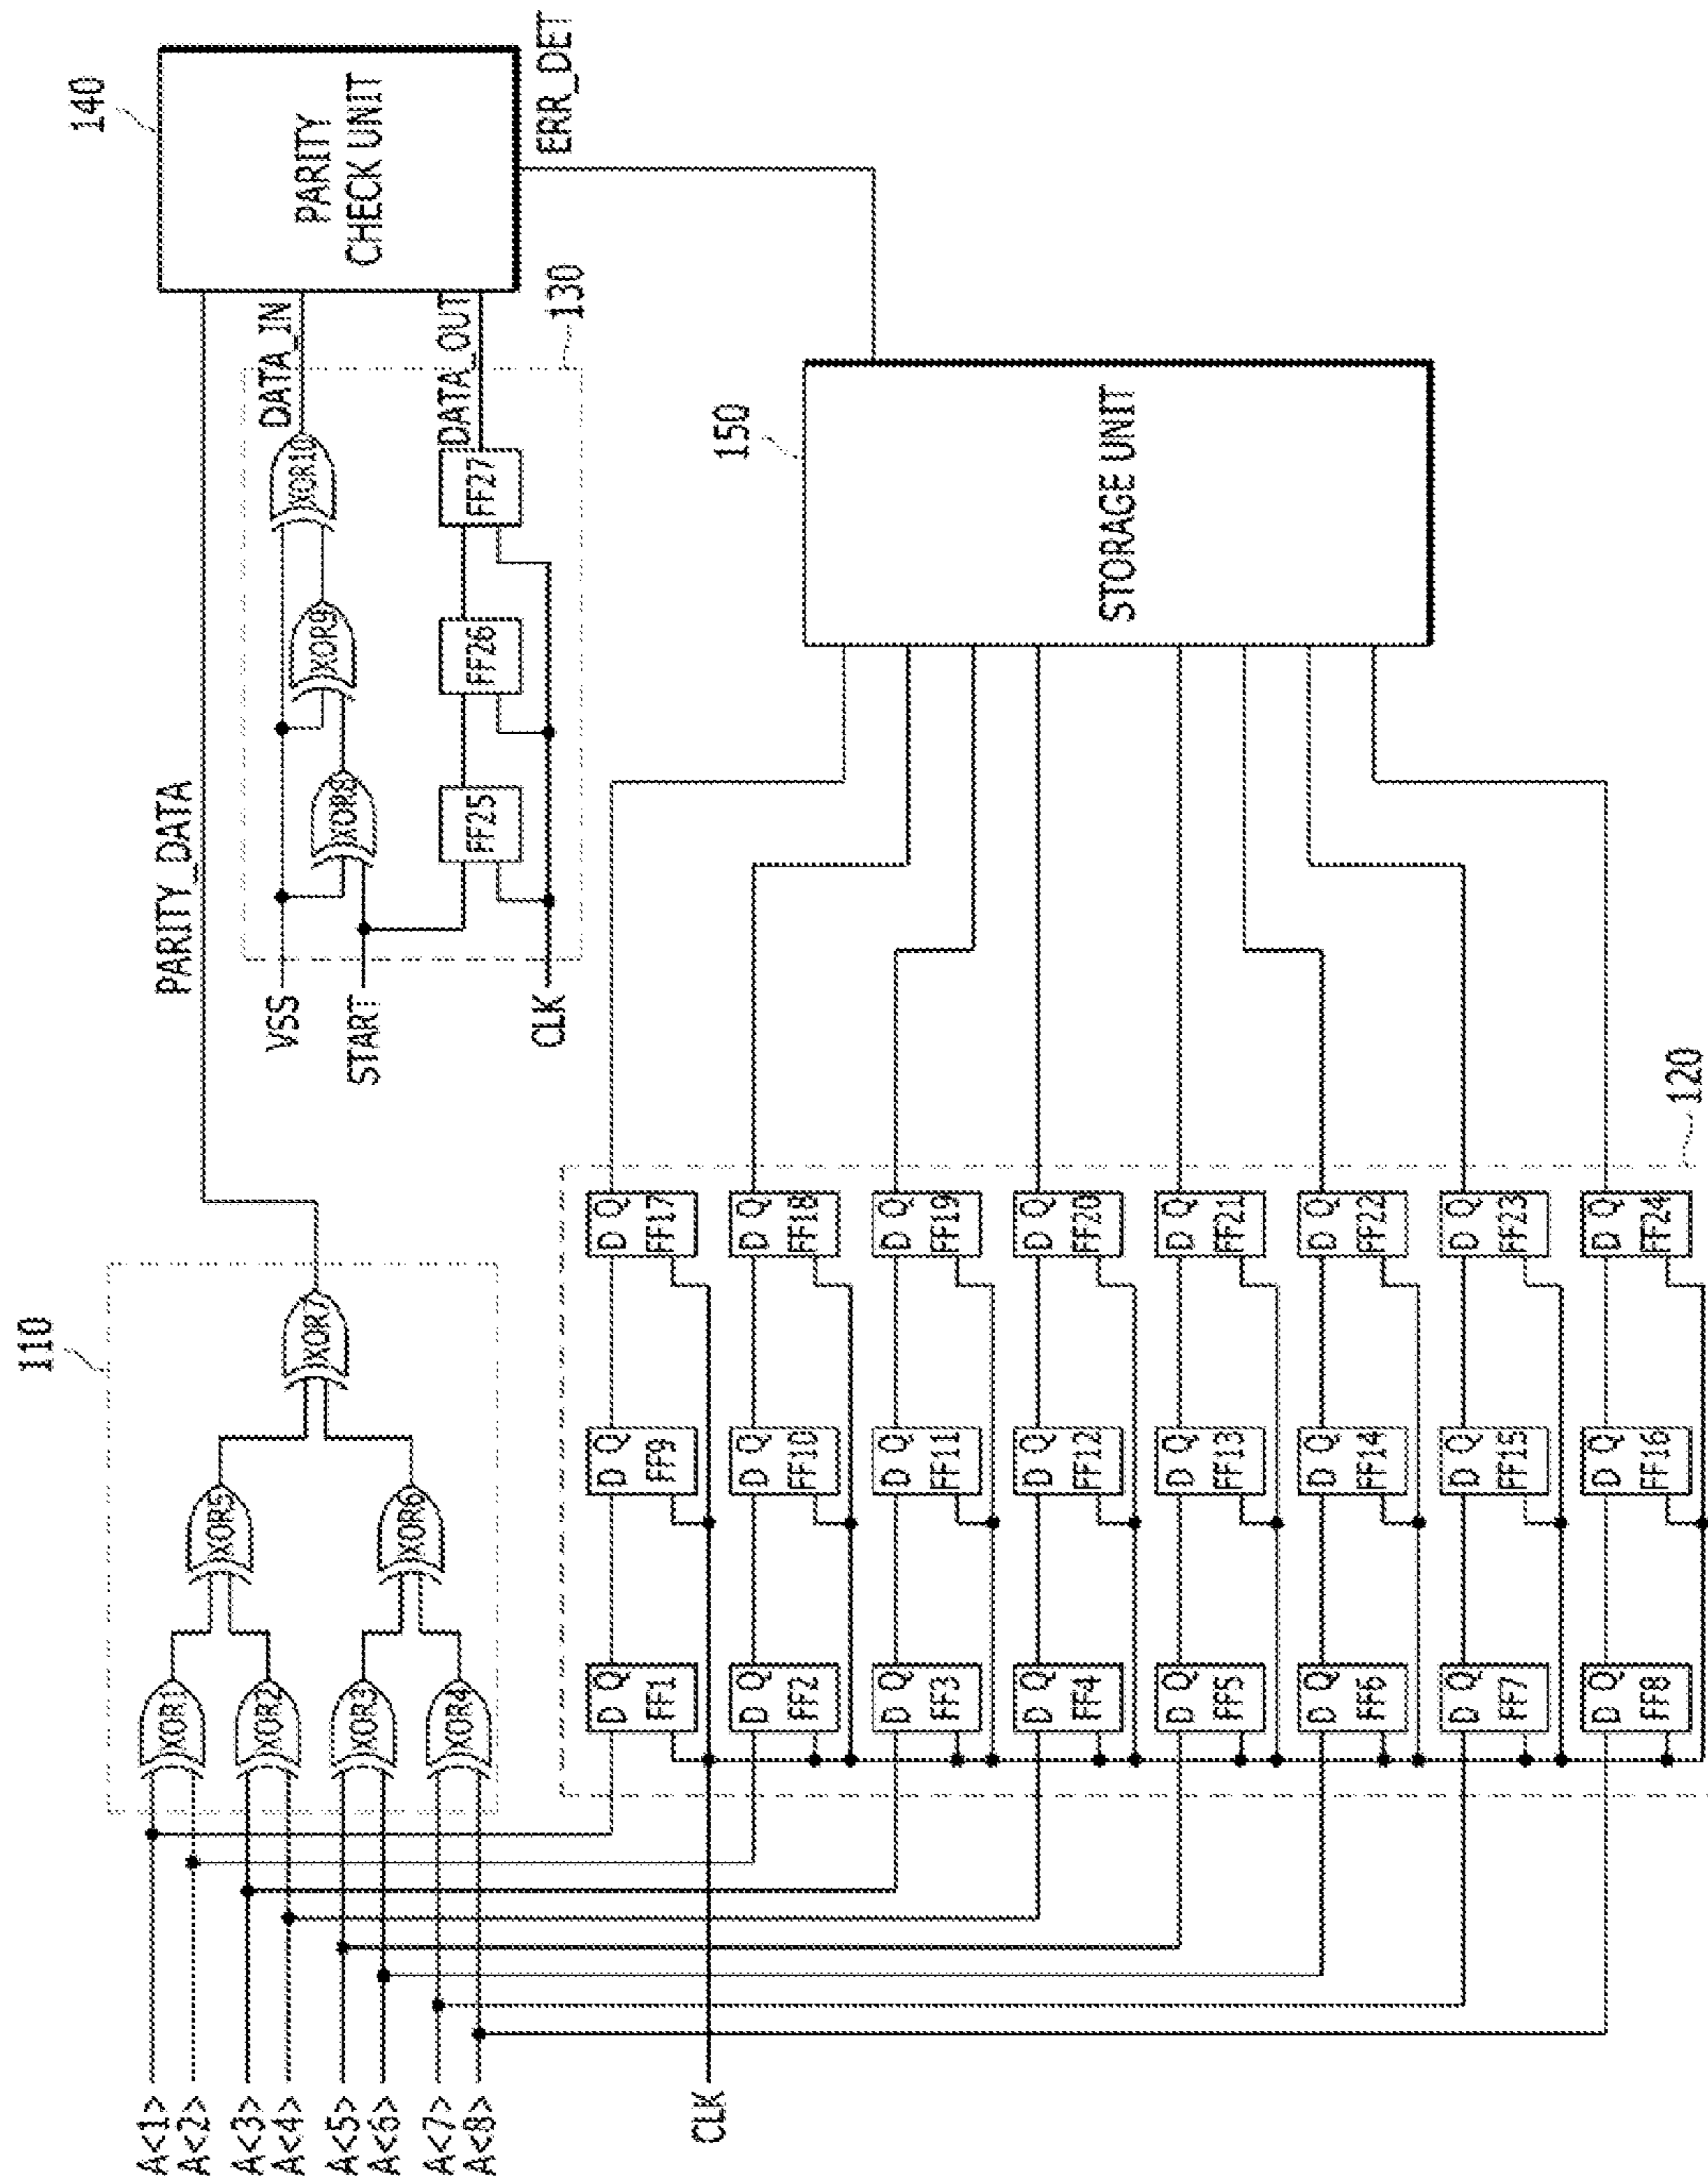 110
A<1>
A<2>
A<3>
A<4>
A<5>
A<6>
A<7>
A<8>
XOR1
XOR2
XOR3
XOR4
XOR5
XOR6
XOR7
PARITY_DATA
VSS
START
CLK
XOR8
XOR9
XOR10
DATA_IN
FF25
FF26
FF27
DATA_OUT
130
140
PARITY
CHECK UNIT
ERR_DET
CLK
D Q
FF1
D Q
FF9
D Q
FF17
D Q
FF2
D Q
FF10
D Q
FF18
D Q
FF3
D Q
FF11
D Q
FF19
D Q
FF4
D Q
FF12
D Q
FF20
D Q
FF5
D Q
FF13
D Q
FF21
D Q
FF6
D Q
FF14
D Q
FF22
D Q
FF7
D Q
FF15
D Q
FF23
D Q
FF8
D Q
FF16
D Q
FF24
120
150
STORAGE UNIT